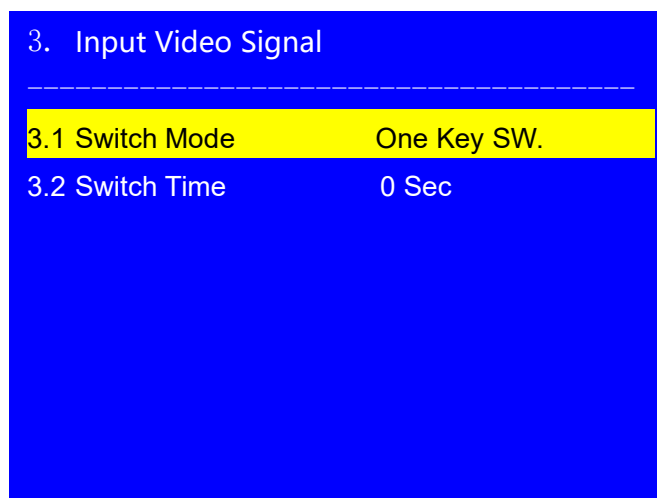 3. Input Video Signal
--------------------------------------
3.1 Switch Mode One Key SW.
3.2 Switch Time 0 Sec